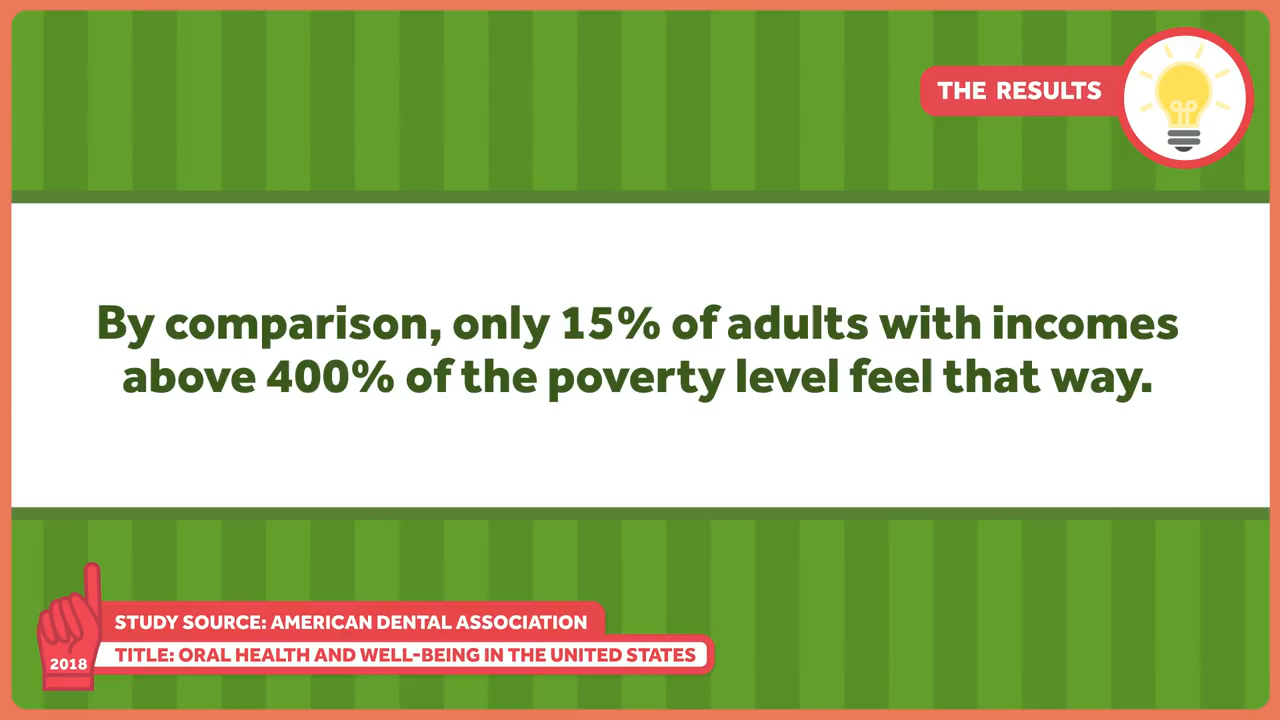 THE RESULTS
By comparison, only 15% of adults with incomes
above 400% of the poverty level feel that way.
STUDY SOURCE: AMERICAN DENTAL ASSOCIATION
2018
TITLE: ORAL HEALTH AND WELL-BEING IN THE UNITED STATES